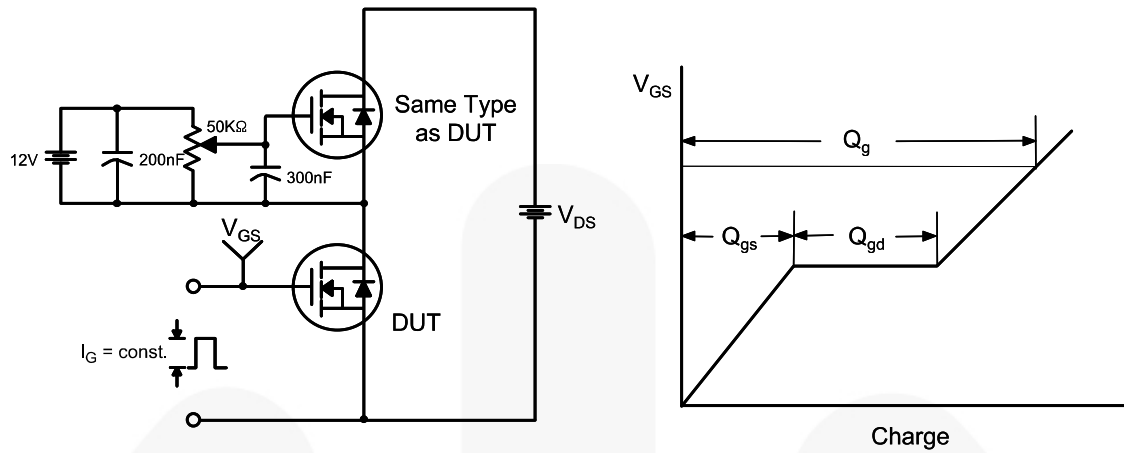 12V
200nF
50KΩ
300nF
Same Type
as DUT
V_DS
V_GS
DUT
I_G = const.
V_GS
Q_g
Q_gs
Q_gd
Charge